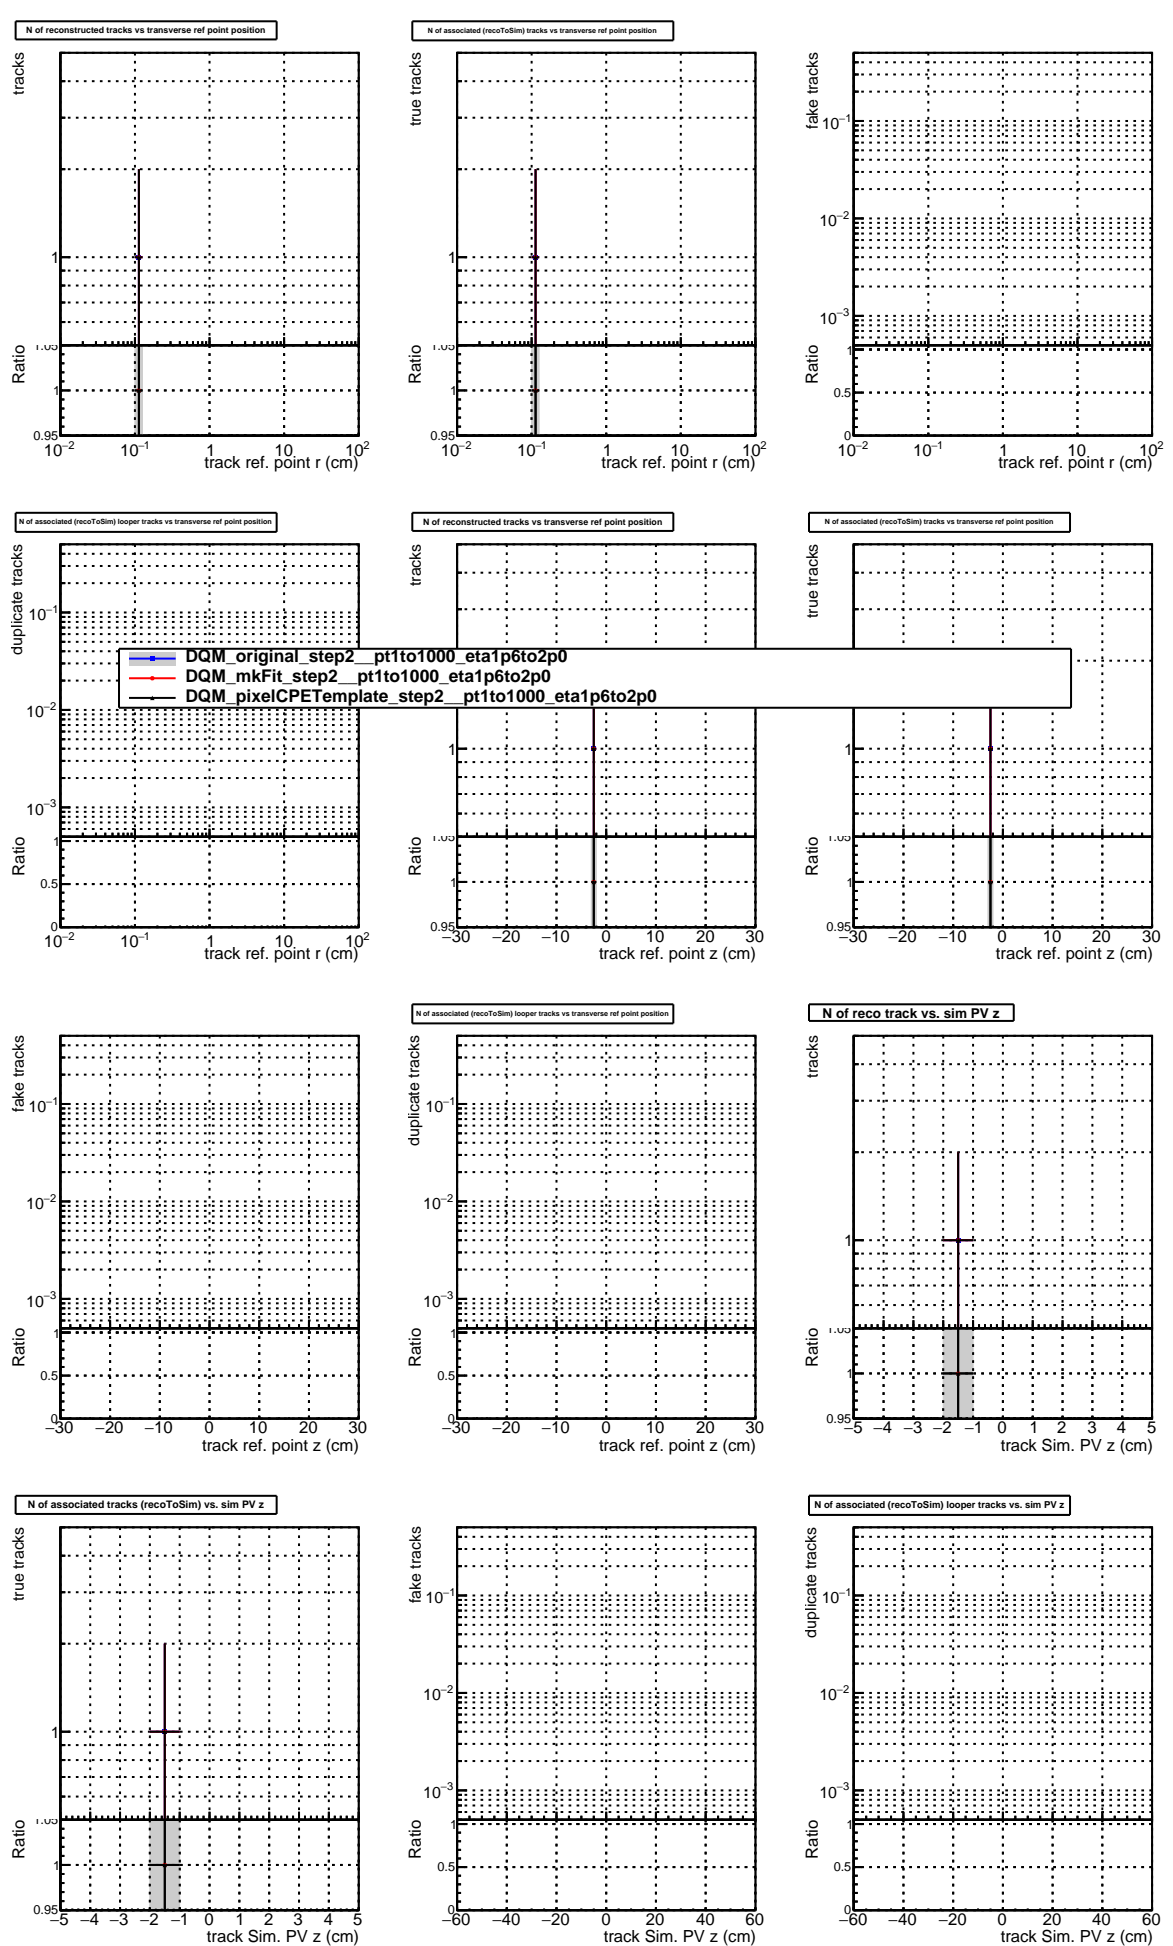 N of reconstructed tracks vs transverse ref point position
tracks
1
1.05
Ratio
1
0.95
10−2 10−1 1 10 102
track ref. point r (cm)
N of associated (recoToSim) tracks vs transverse ref point position
true tracks
1
1.05
Ratio
1
0.95
10−2 10−1 1 10 102
track ref. point r (cm)
fake tracks
10−1
10−2
10−3
Ratio
1
0.5
0
10−2 10−1 1 10 102
track ref. point r (cm)
N of associated (recoToSim) looper tracks vs transverse ref point position
duplicate tracks
10−1
10−2
10−3
Ratio
1
0.5
0
10−2 10−1 1 10 102
track ref. point r (cm)
N of reconstructed tracks vs transverse ref point position
tracks
1
1.05
Ratio
1
0.95
−30 −20 −10 0 10 20 30
track ref. point z (cm)
N of associated (recoToSim) tracks vs transverse ref point position
true tracks
1
1.05
Ratio
1
0.95
−30 −20 −10 0 10 20 30
track ref. point z (cm)
DQM_original_step2__pt1to1000_eta1p6to2p0
DQM_mkFit_step2__pt1to1000_eta1p6to2p0
DQM_pixelCPETemplate_step2__pt1to1000_eta1p6to2p0
fake tracks
10−1
10−2
10−3
Ratio
1
0.5
0
−30 −20 −10 0 10 20 30
track ref. point z (cm)
N of associated (recoToSim) looper tracks vs transverse ref point position
duplicate tracks
10−1
10−2
10−3
Ratio
1
0.5
0
−30 −20 −10 0 10 20 30
track ref. point z (cm)
N of reco track vs. sim PV z
tracks
1
1.05
Ratio
1
0.95
−5 −4 −3 −2 −1 0 1 2 3 4 5
track Sim. PV z (cm)
N of associated tracks (recoToSim) vs. sim PV z
true tracks
1
1.05
Ratio
1
0.95
−5 −4 −3 −2 −1 0 1 2 3 4 5
track Sim. PV z (cm)
fake tracks
10−1
10−2
10−3
Ratio
1
0.5
0
−60 −40 −20 0 20 40 60
track Sim. PV z (cm)
N of associated (recoToSim) looper tracks vs. sim PV z
duplicate tracks
10−1
10−2
10−3
Ratio
1
0.5
0
−60 −40 −20 0 20 40 60
track Sim. PV z (cm)